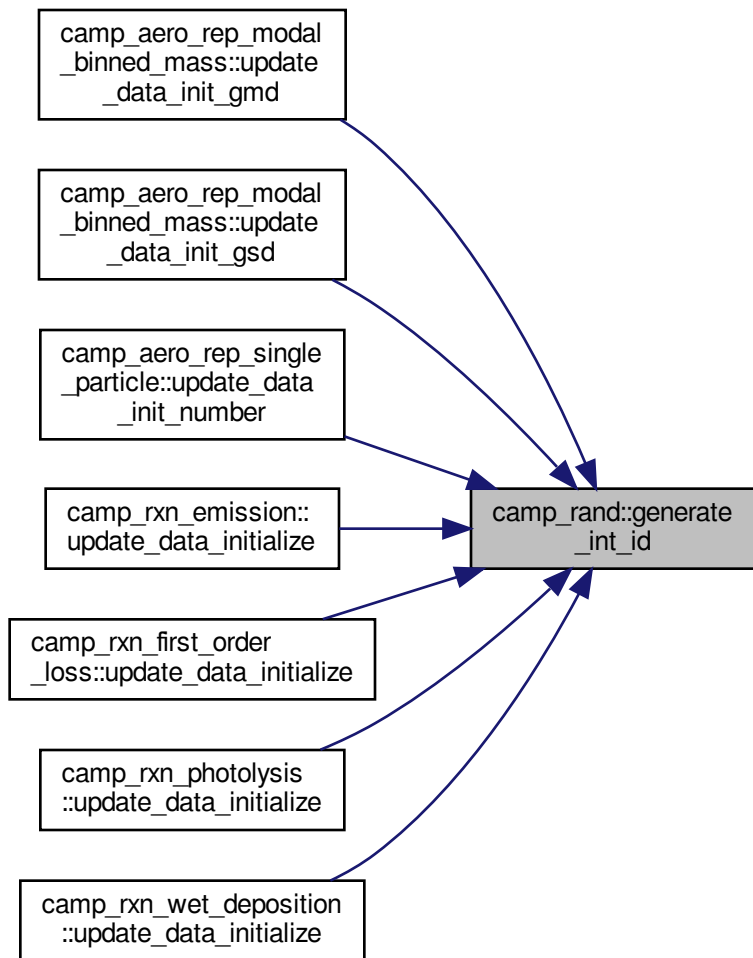 camp_aero_rep_modal
_binned_mass::update
_data_init_gmd
camp_aero_rep_modal
_binned_mass::update
_data_init_gsd
camp_aero_rep_single
_particle::update_data
_init_number
camp_rxn_emission::
update_data_initialize
camp_rand::generate
_int_id
camp_rxn_first_order
_loss::update_data_initialize
camp_rxn_photolysis
::update_data_initialize
camp_rxn_wet_deposition
::update_data_initialize